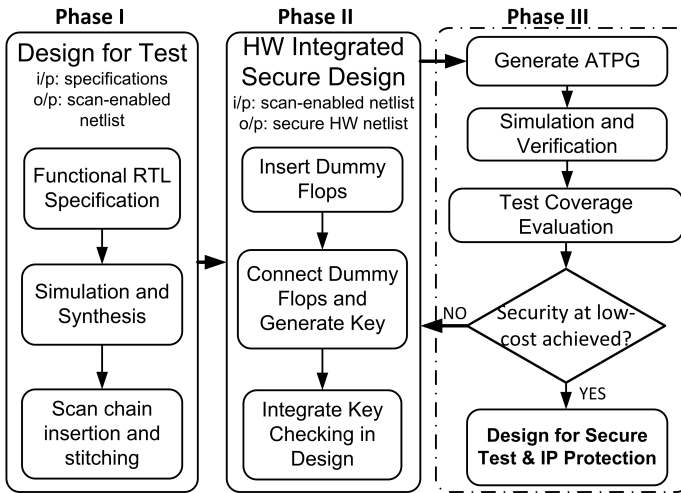 Phase I
Design for Test
i/p: specifications
o/p: scan-enabled
netlist
Functional RTL
Specification
Simulation and
Synthesis
Scan chain
insertion and
stitching
Phase II
HW Integrated
Secure Design
i/p: scan-enabled netlist
o/p: secure HW netlist
Insert Dummy
Flops
Connect Dummy
Flops and
Generate Key
Integrate Key
Checking in
Design
Phase III
Generate ATPG
Simulation and
Verification
Test Coverage
Evaluation
Security at low-
cost achieved?
NO
YES
Design for Secure
Test & IP Protection